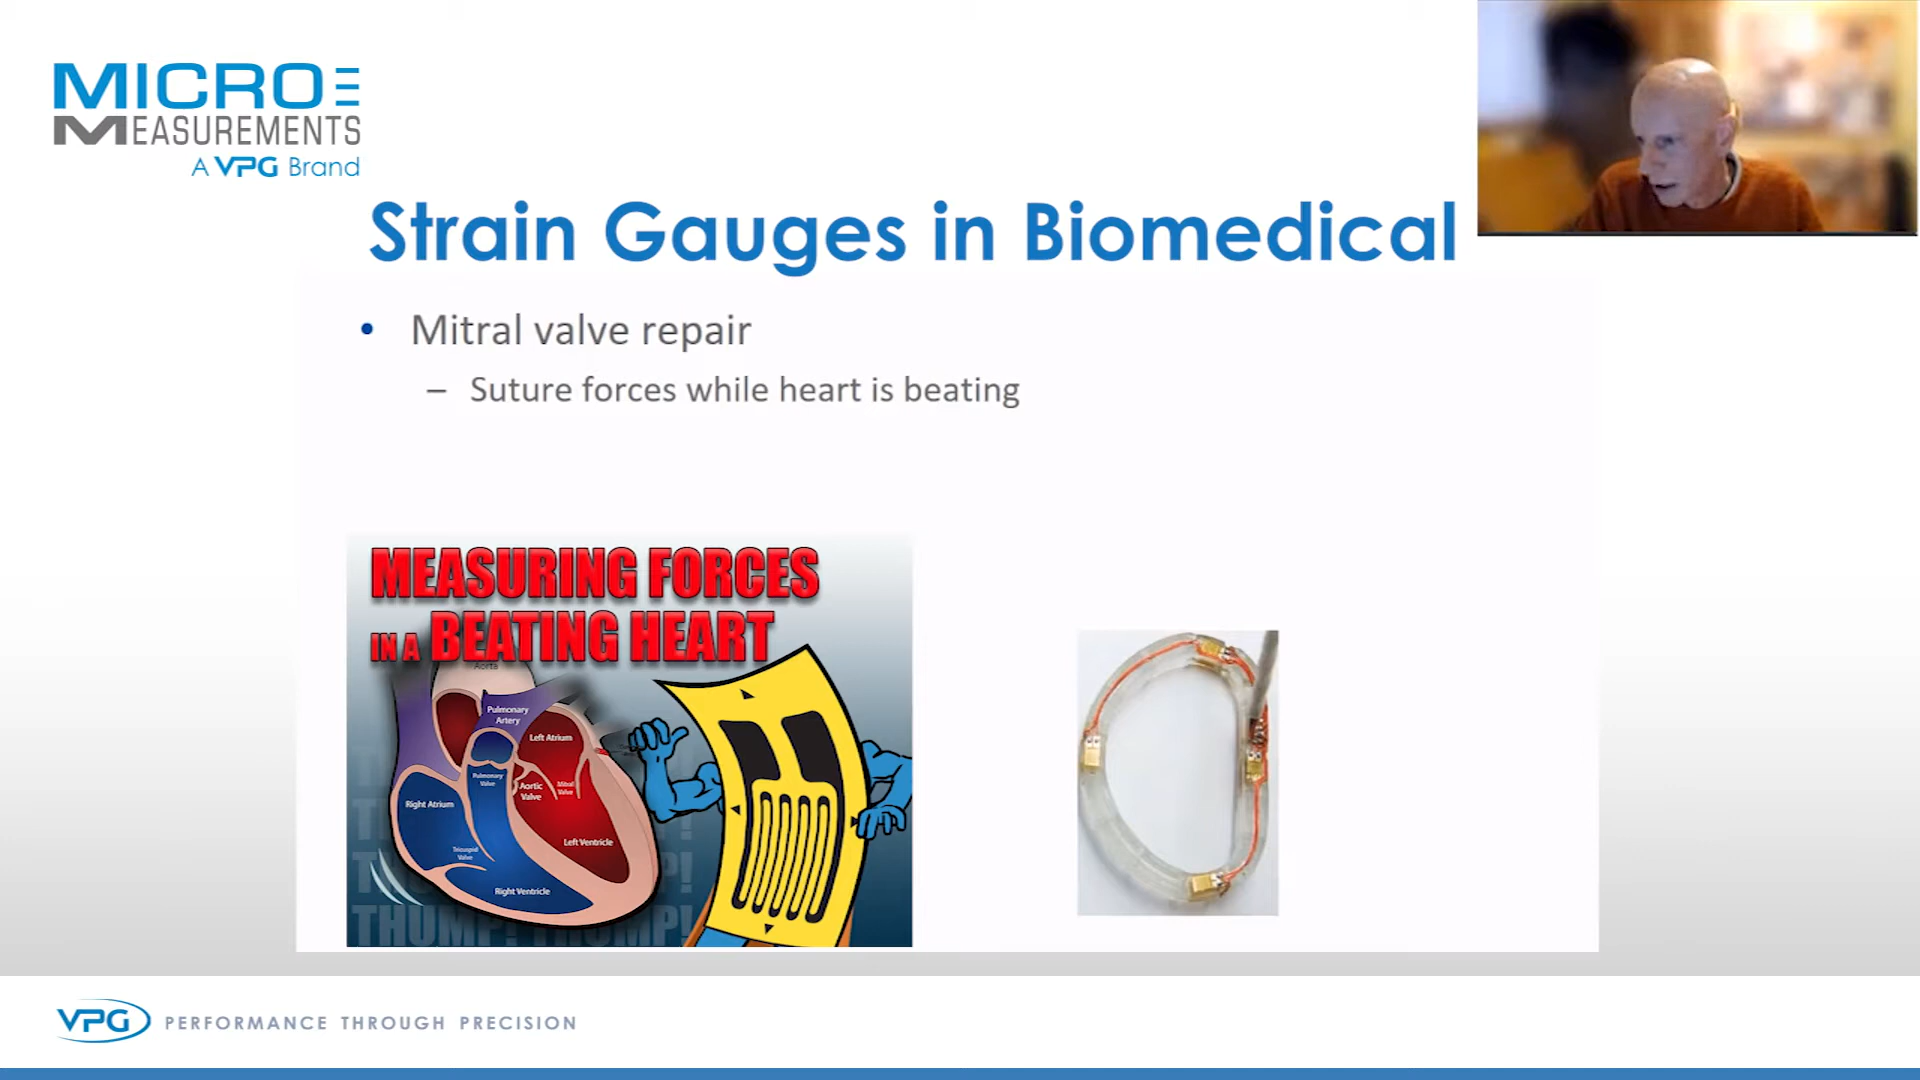 MICRO
MEASUREMENTS
A VPG Brand
Strain Gauges in Biomedical
• Mitral valve repair
– Suture forces while heart is beating
MEASURING FORCES
IN A BEATING HEART
Aorta
Pulmonary
Artery
Left Atrium
Pulmonary
Valve
Aortic
Valve
Mitral
Valve
Right Atrium
Left Ventricle
Tricuspid
Valve
Right Ventricle
THUMP! THUMP!
VPG PERFORMANCE THROUGH PRECISION